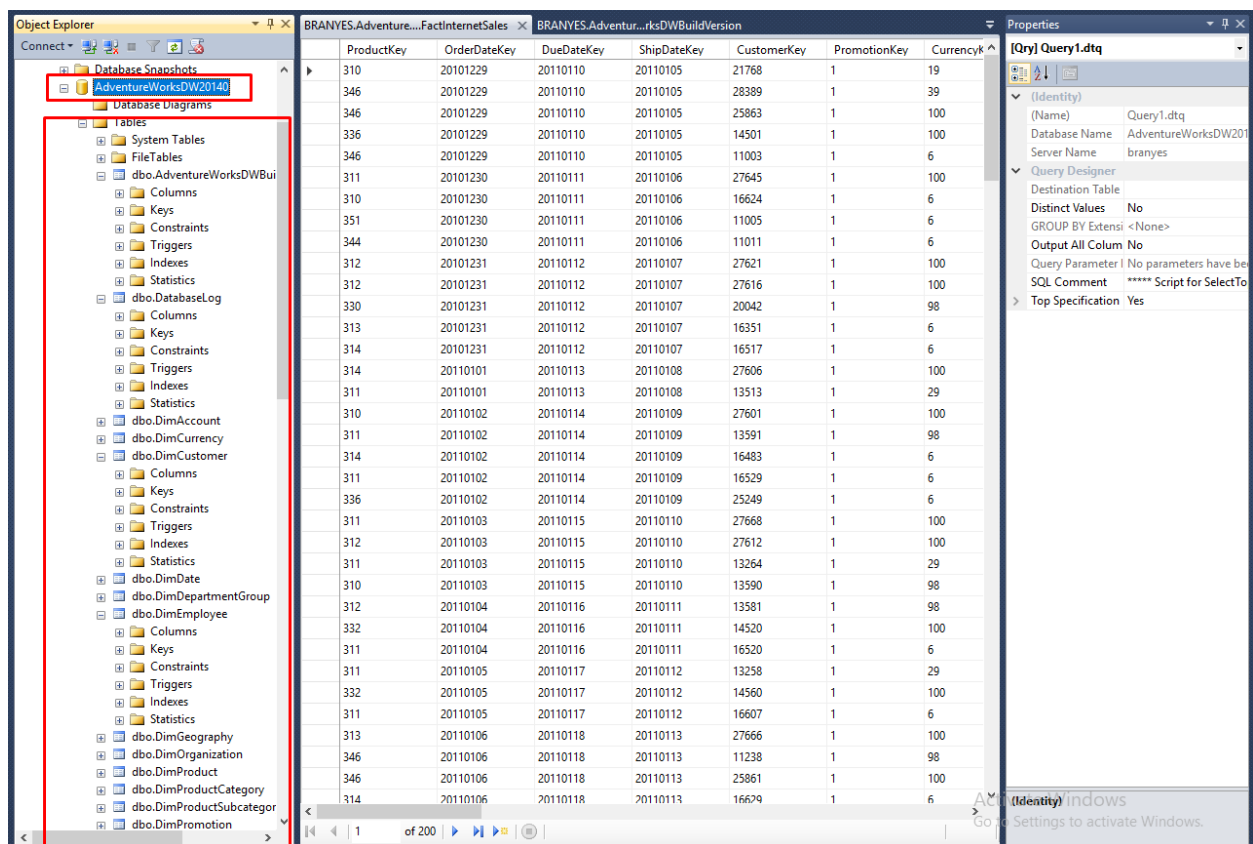 Object Explorer
Connect
Database Snapshots
AdventureWorksDW20140
Database Diagrams
Tables
System Tables
FileTables
dbo.AdventureWorksDWBui
Columns
Keys
Constraints
Triggers
Indexes
Statistics
dbo.DatabaseLog
Columns
Keys
Constraints
Triggers
Indexes
Statistics
dbo.DimAccount
dbo.DimCurrency
dbo.DimCustomer
Columns
Keys
Constraints
Triggers
Indexes
Statistics
dbo.DimDate
dbo.DimDepartmentGroup
dbo.DimEmployee
Columns
Keys
Constraints
Triggers
Indexes
Statistics
dbo.DimGeography
dbo.DimOrganization
dbo.DimProduct
dbo.DimProductCategory
dbo.DimProductSubcategor
dbo.DimPromotion
BRANYES.Adventure....FactInternetSales BRANYES.Adventur...rksDWBuildVersion
ProductKey OrderDateKey DueDateKey ShipDateKey CustomerKey PromotionKey CurrencyK
310 20101229 20110110 20110105 21768 1 19
346 20101229 20110110 20110105 28389 1 39
346 20101229 20110110 20110105 25863 1 100
336 20101229 20110110 20110105 14501 1 100
346 20101229 20110110 20110105 11003 1 6
311 20101230 20110111 20110106 27645 1 100
310 20101230 20110111 20110106 16624 1 6
351 20101230 20110111 20110106 11005 1 6
344 20101230 20110111 20110106 11011 1 6
312 20101231 20110112 20110107 27621 1 100
312 20101231 20110112 20110107 27616 1 100
330 20101231 20110112 20110107 20042 1 98
313 20101231 20110112 20110107 16351 1 6
314 20101231 20110112 20110107 16517 1 6
314 20110101 20110113 20110108 27606 1 100
311 20110101 20110113 20110108 13513 1 29
310 20110102 20110114 20110109 27601 1 100
311 20110102 20110114 20110109 13591 1 98
314 20110102 20110114 20110109 16483 1 6
311 20110102 20110114 20110109 16529 1 6
336 20110102 20110114 20110109 25249 1 6
311 20110103 20110115 20110110 27668 1 100
312 20110103 20110115 20110110 27612 1 100
311 20110103 20110115 20110110 13264 1 29
310 20110103 20110115 20110110 13590 1 98
312 20110104 20110116 20110111 13581 1 98
332 20110104 20110116 20110111 14520 1 100
311 20110104 20110116 20110111 16520 1 6
311 20110105 20110117 20110112 13258 1 29
332 20110105 20110117 20110112 14560 1 100
311 20110105 20110117 20110112 16607 1 6
313 20110106 20110118 20110113 27666 1 100
346 20110106 20110118 20110113 11238 1 98
346 20110106 20110118 20110113 25861 1 100
314 20110106 20110118 20110113 16629 1 6
1 of 200
Properties
[Qry] Query1.dtq
(Identity)
(Name) Query1.dtq
Database Name AdventureWorksDW201
Server Name branyes
Query Designer
Destination Table
Distinct Values No
GROUP BY Extensi <None>
Output All Colum No
Query Parameter l No parameters have bee
SQL Comment ***** Script for SelectTo
Top Specification Yes
(Identity)
Activate Windows
Go to Settings to activate Windows.